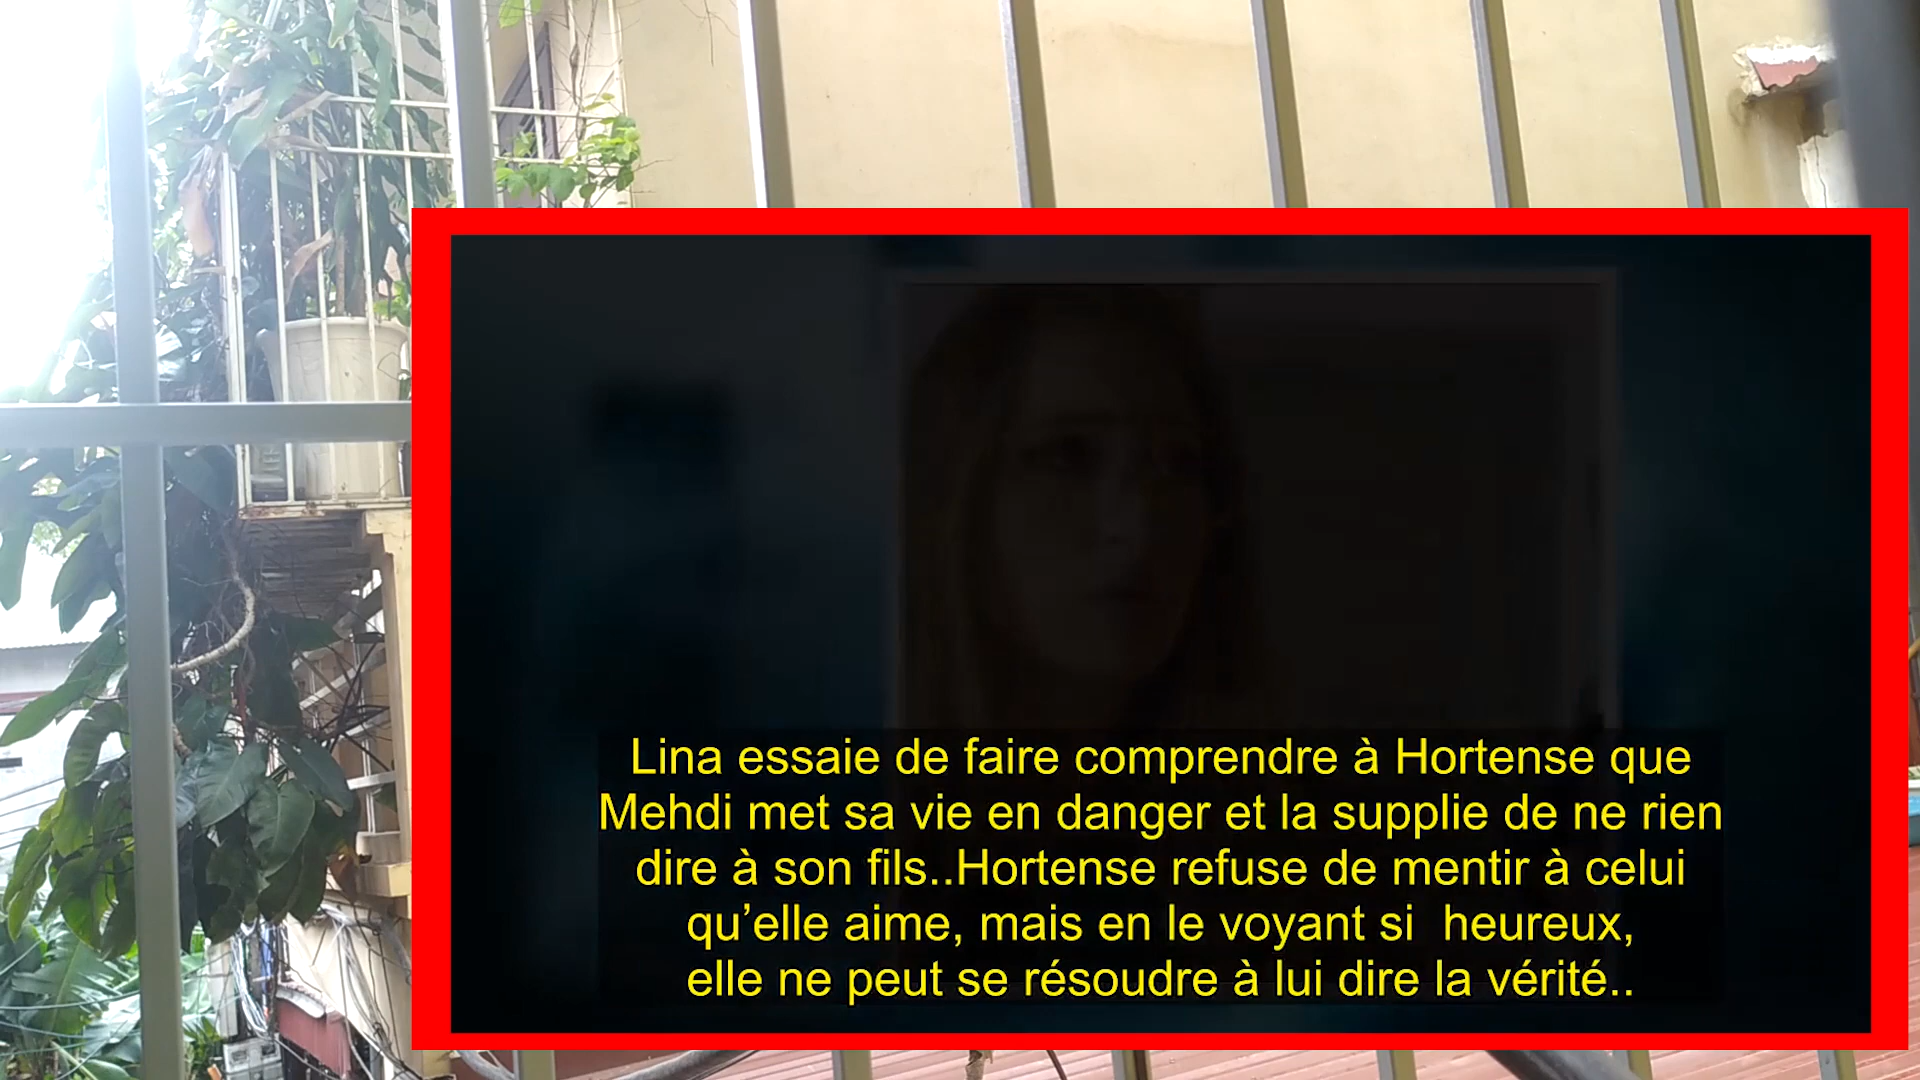 Lina essaie de faire comprendre à Hortense que
Mehdi met sa vie en danger et la supplie de ne rien
dire à son fils..Hortense refuse de mentir à celui
qu’elle aime, mais en le voyant si  heureux,
elle ne peut se résoudre à lui dire la vérité..